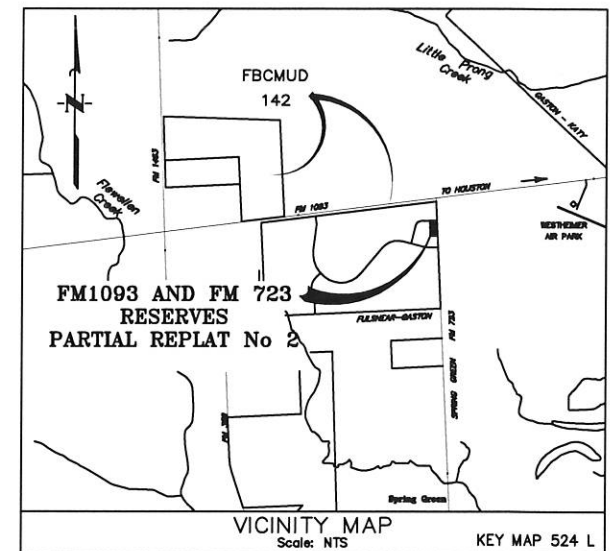 Little Prong
Creek
FBCMUD
142
GASTON - KATY
N
FM 1463
Flewellen
Creek
TO HOUSTON
FM 1093
WESTHEIMER
AIR PARK
FM1093 AND FM 723
RESERVES
PARTIAL REPLAT No 2
FULSHEAR-GASTON
SPRING GREEN FM 723
FM 359
Spring Green
VICINITY MAP
Scale: NTS
KEY MAP 524 L